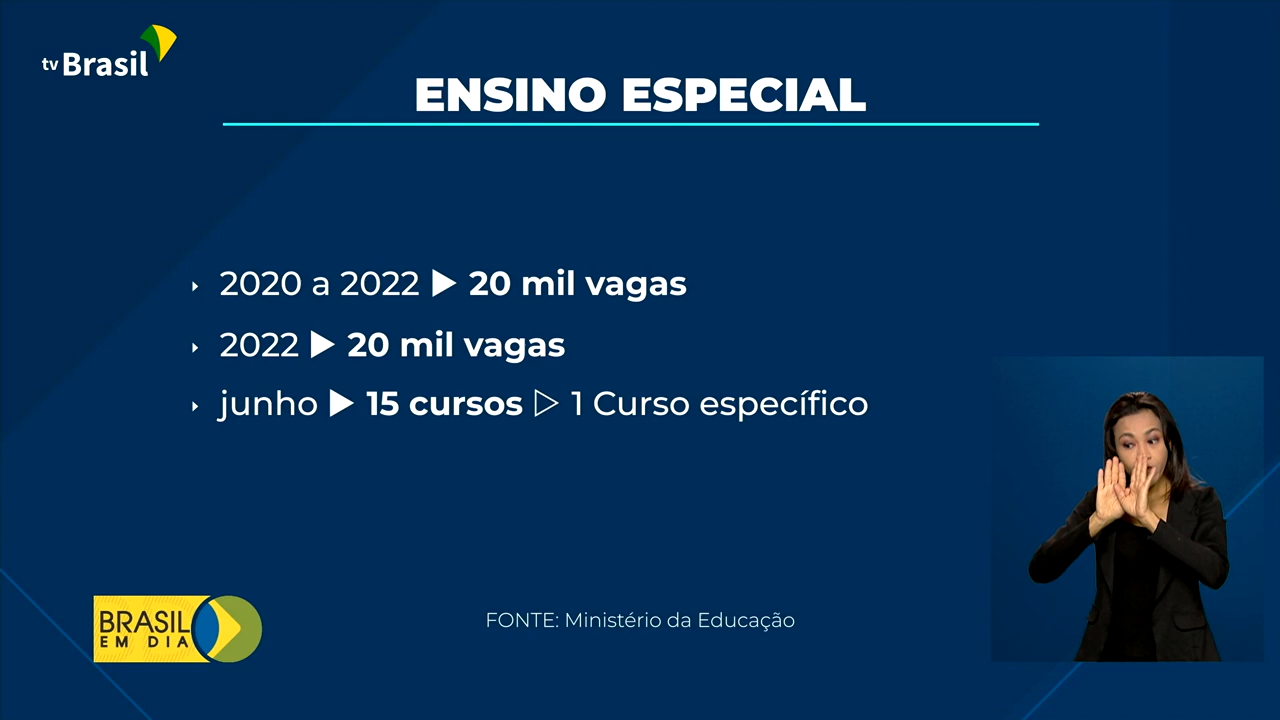 tv Brasil
ENSINO ESPECIAL
‣ 2020 a 2022 ▶ 20 mil vagas
‣ 2022 ▶ 20 mil vagas
‣ junho ▶ 15 cursos ▷ 1 Curso específico
BRASIL
EM DIA
FONTE: Ministério da Educação